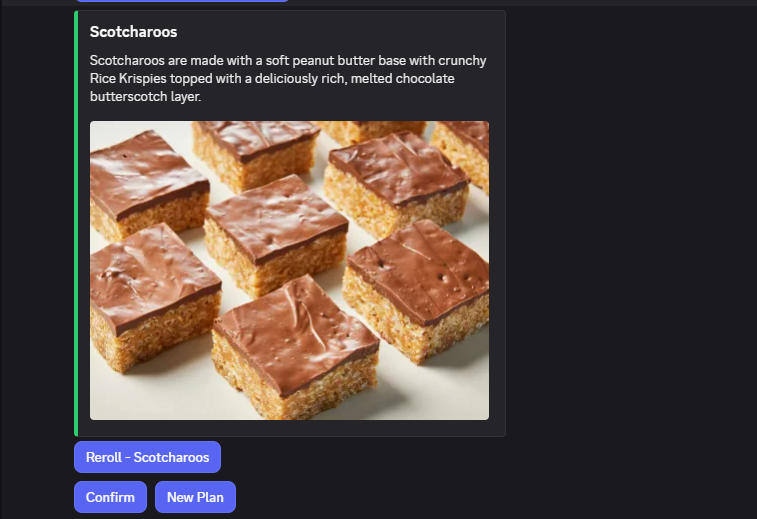 Scotcharoos
Scotcharoos are made with a soft peanut butter base with crunchy
Rice Krispies topped with a deliciously rich, melted chocolate
butterscotch layer.
Reroll - Scotcharoos
Confirm
New Plan